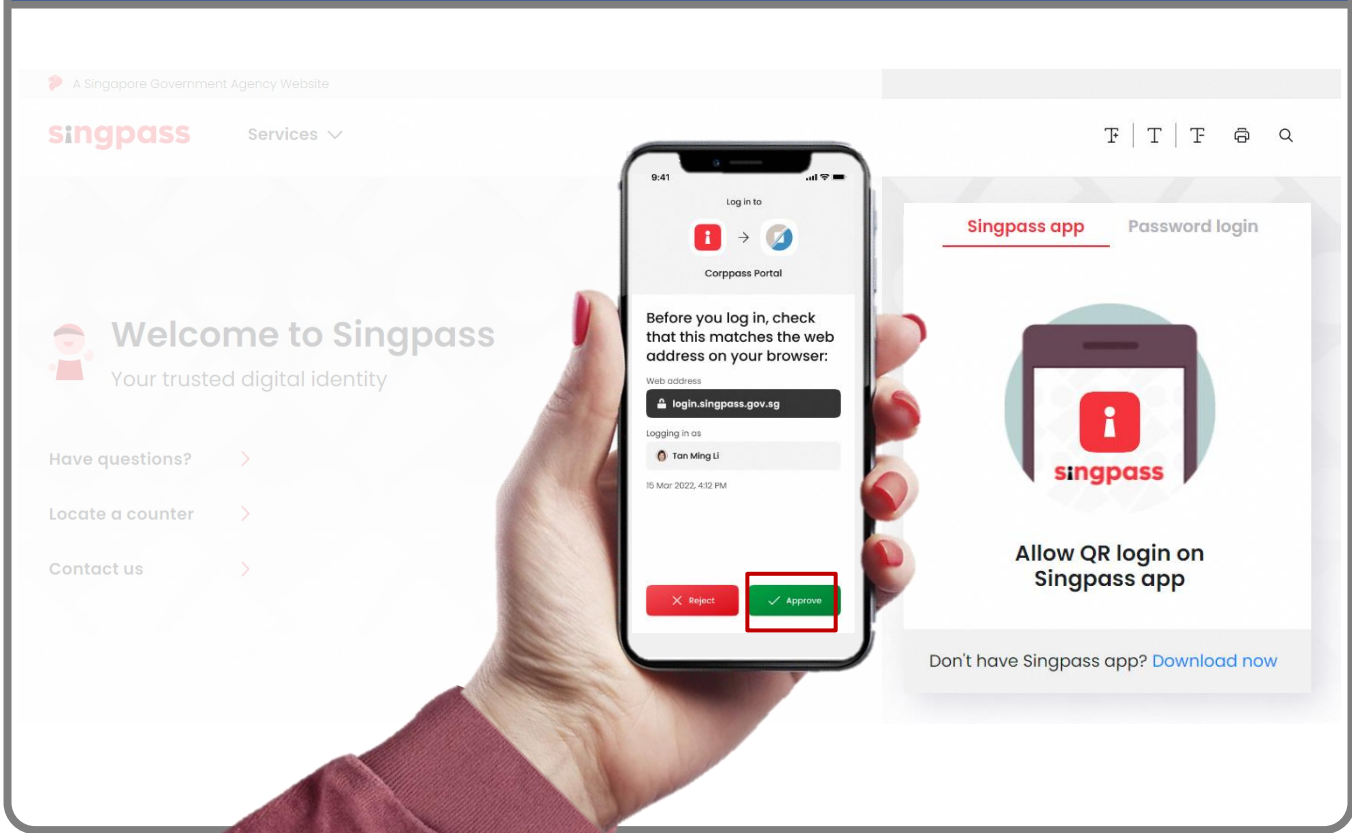 A Singapore Government Agency Website
singpass
Services
T+ T T-
Welcome to Singpass
Your trusted digital identity
Have questions?
Locate a counter
Contact us
9:41
Log in to
Corppass Portal
Before you log in, check
that this matches the web
address on your browser:
Web address
login.singpass.gov.sg
Logging in as
Tan Ming Li
15 Mar 2022, 4:12 PM
Reject
Approve
Singpass app
Password login
singpass
Allow QR login on
Singpass app
Don't have Singpass app? Download now